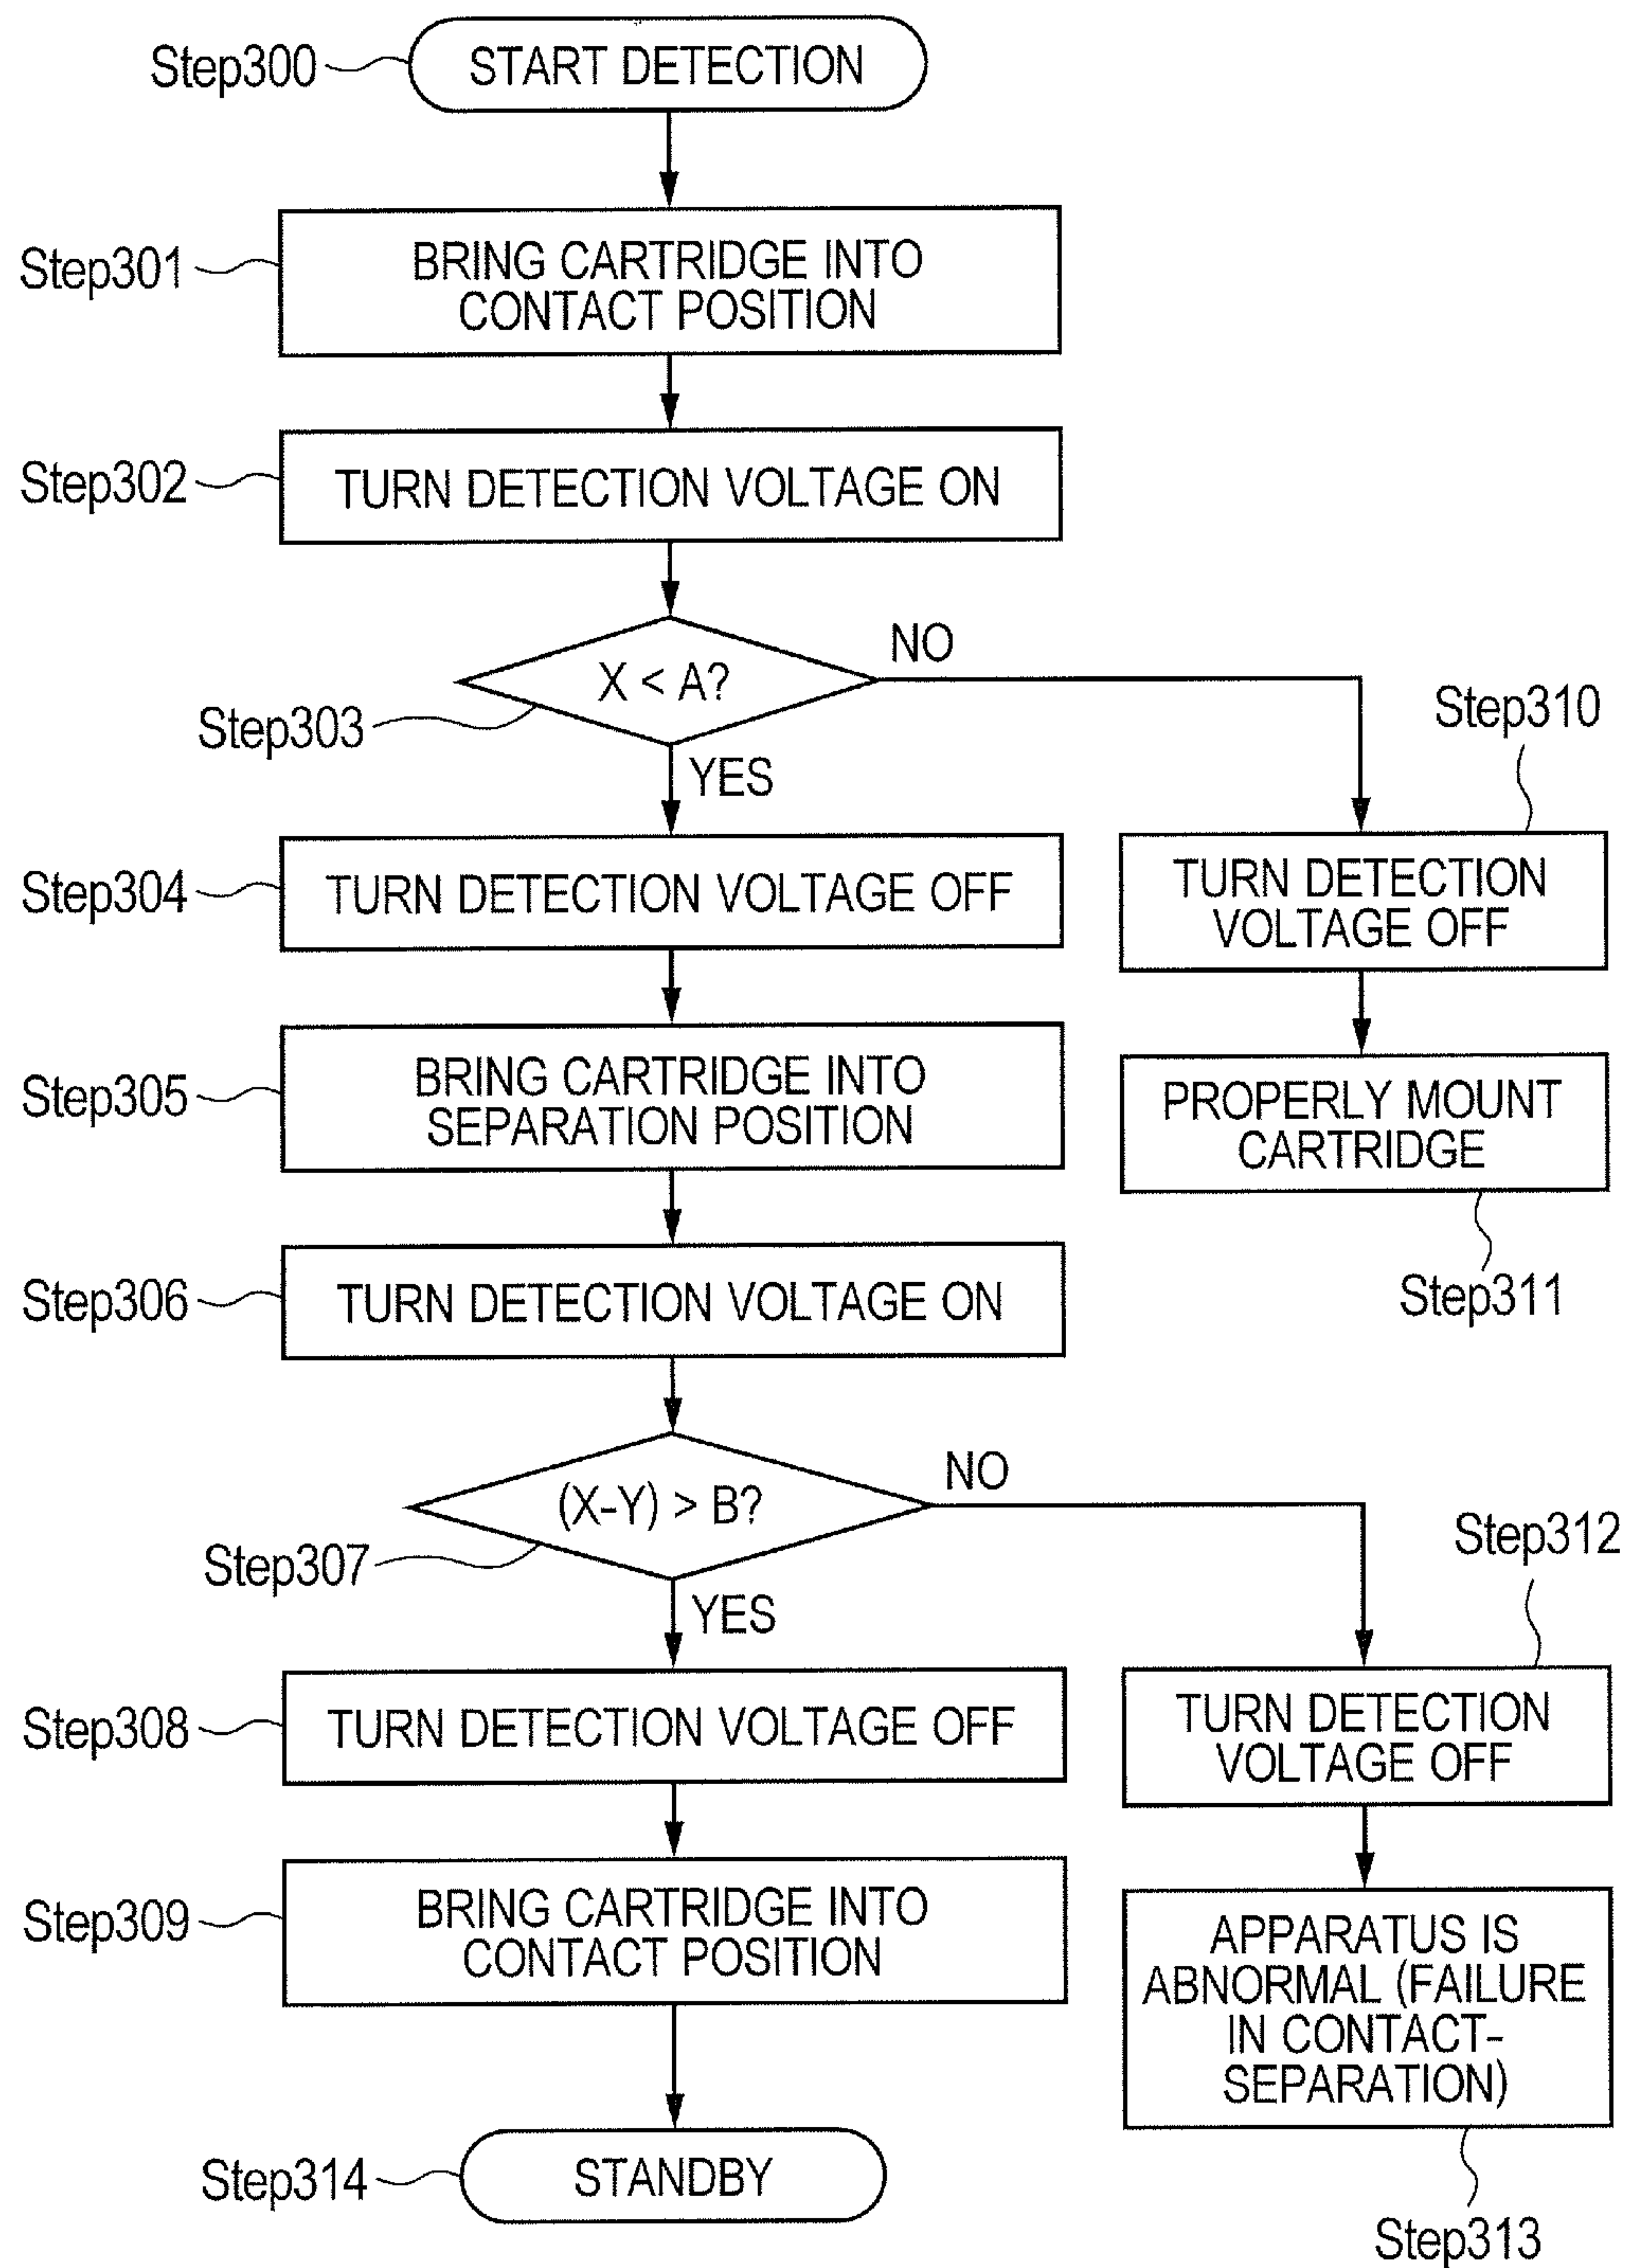 Step300
START DETECTION
Step301
BRING CARTRIDGE INTO
CONTACT POSITION
Step302
TURN DETECTION VOLTAGE ON
X < A?
NO
Step303
YES
Step310
Step304
TURN DETECTION VOLTAGE OFF
TURN DETECTION
VOLTAGE OFF
Step305
BRING CARTRIDGE INTO
SEPARATION POSITION
PROPERLY MOUNT
CARTRIDGE
Step311
Step306
TURN DETECTION VOLTAGE ON
(X-Y) > B?
NO
Step307
YES
Step312
Step308
TURN DETECTION VOLTAGE OFF
TURN DETECTION
VOLTAGE OFF
Step309
BRING CARTRIDGE INTO
CONTACT POSITION
APPARATUS IS
ABNORMAL (FAILURE
IN CONTACT-
SEPARATION)
Step313
Step314
STANDBY